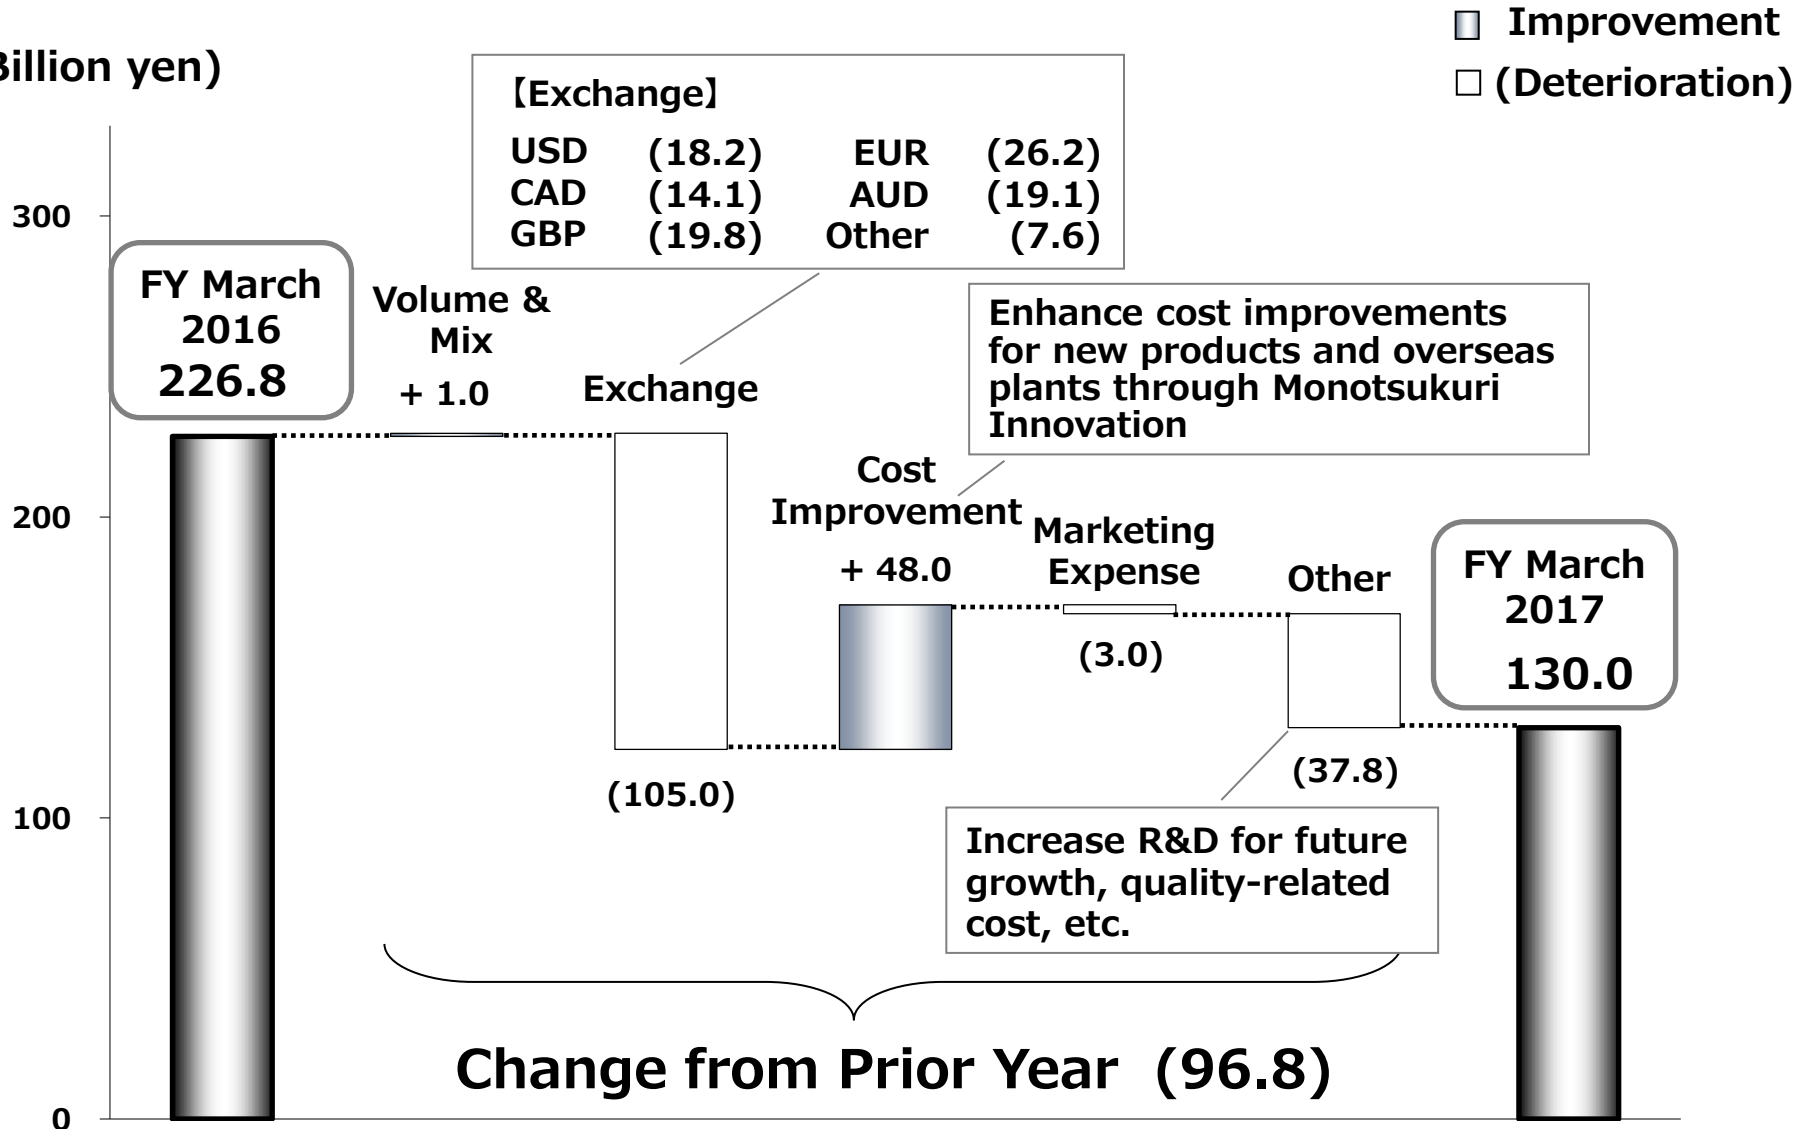 Improvement
Billion yen)
(Deterioration)
【Exchange】
USD (18.2) EUR (26.2)
CAD (14.1) AUD (19.1)
GBP (19.8) Other (7.6)
300
FY March
2016
226.8
Volume &
Mix
+ 1.0
Exchange
Enhance cost improvements
for new products and overseas
plants through Monotsukuri
Innovation
Cost
Improvement
+ 48.0
200
Marketing
Expense
(3.0)
Other
FY March
2017
130.0
(105.0)
(37.8)
100
Increase R&D for future
growth, quality-related
cost, etc.
Change from Prior Year (96.8)
0